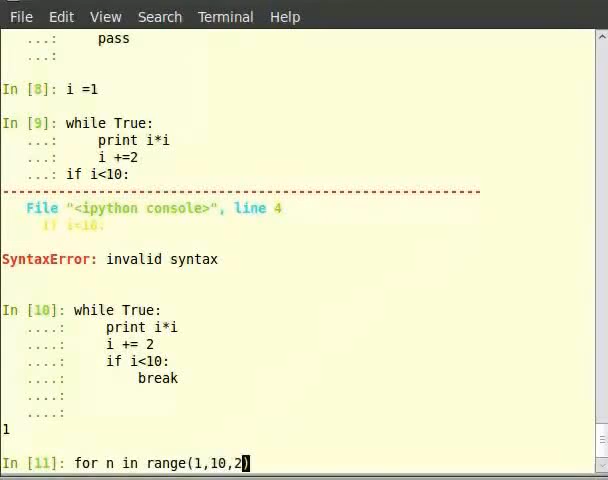 File Edit View Search Terminal Help
...: pass
...:
In [8]: i =1
In [9]: while True:
...: print i*i
...: i +=2
...: if i<10:
File "<ipython console>", line 4
if i<10:
SyntaxError: invalid syntax
In [10]: while True:
....: print i*i
....: i += 2
....: if i<10:
....: break
....:
....:
1
In [11]: for n in range(1,10,2)